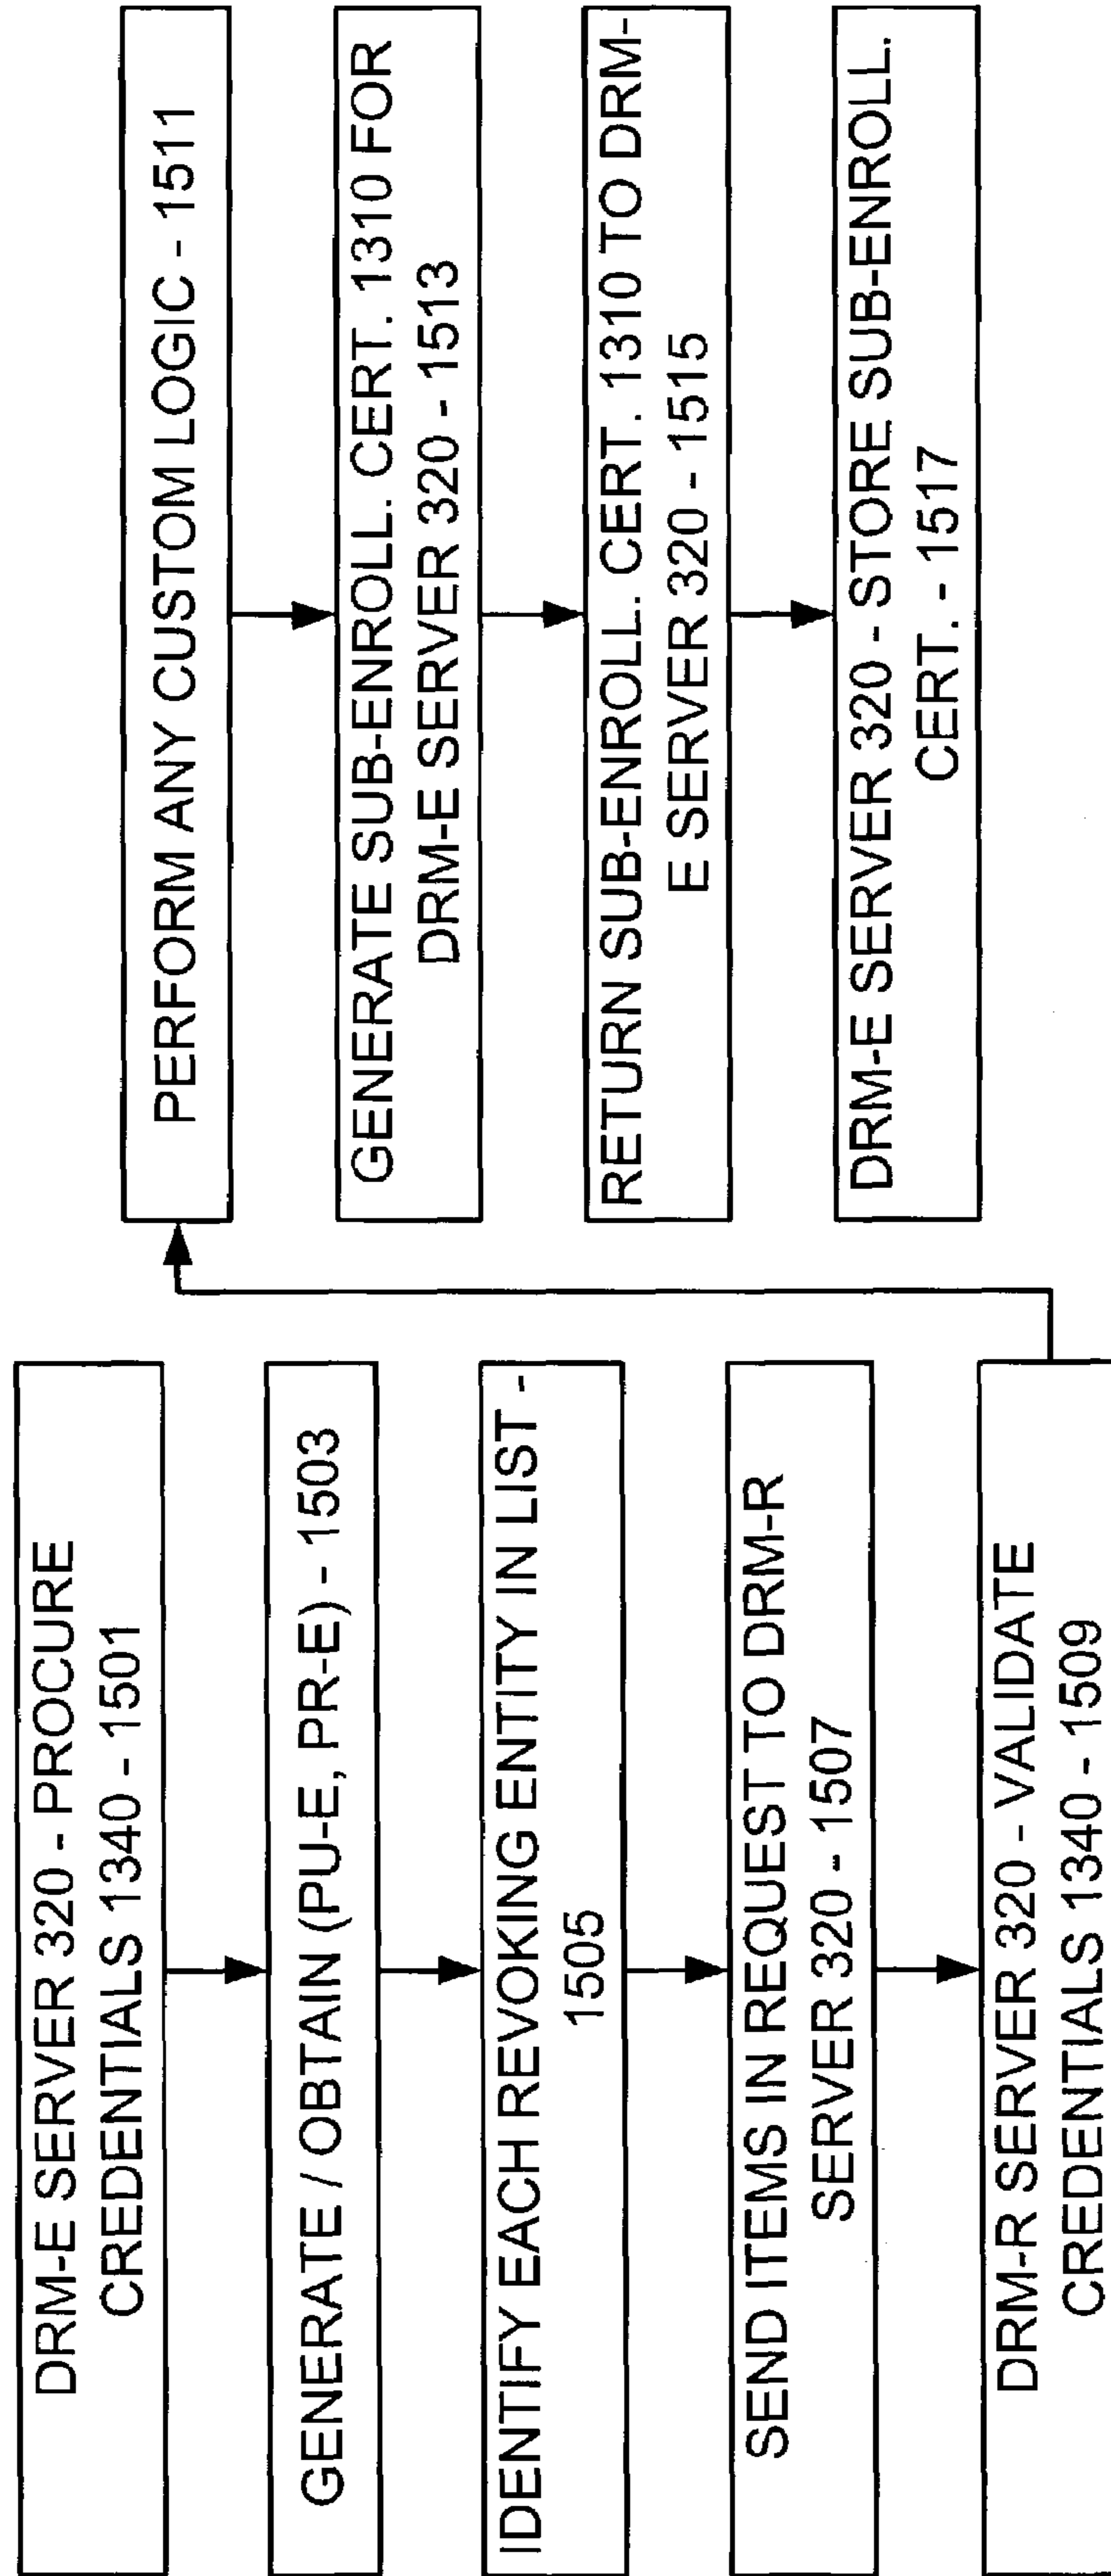 DRM-E SERVER 320 - PROCURE
CREDENTIALS 1340 - 1501
GENERATE / OBTAIN (PU-E, PR-E) - 1503
IDENTIFY EACH REVOKING ENTITY IN LIST -
1505
SEND ITEMS IN REQUEST TO DRM-R
SERVER 320 - 1507
DRM-R SERVER 320 - VALIDATE
CREDENTIALS 1340 - 1509
PERFORM ANY CUSTOM LOGIC - 1511
GENERATE SUB-ENROLL. CERT. 1310 FOR
DRM-E SERVER 320 - 1513
RETURN SUB-ENROLL. CERT. 1310 TO DRM-
E SERVER 320 - 1515
DRM-E SERVER 320 - STORE SUB-ENROLL.
CERT. - 1517